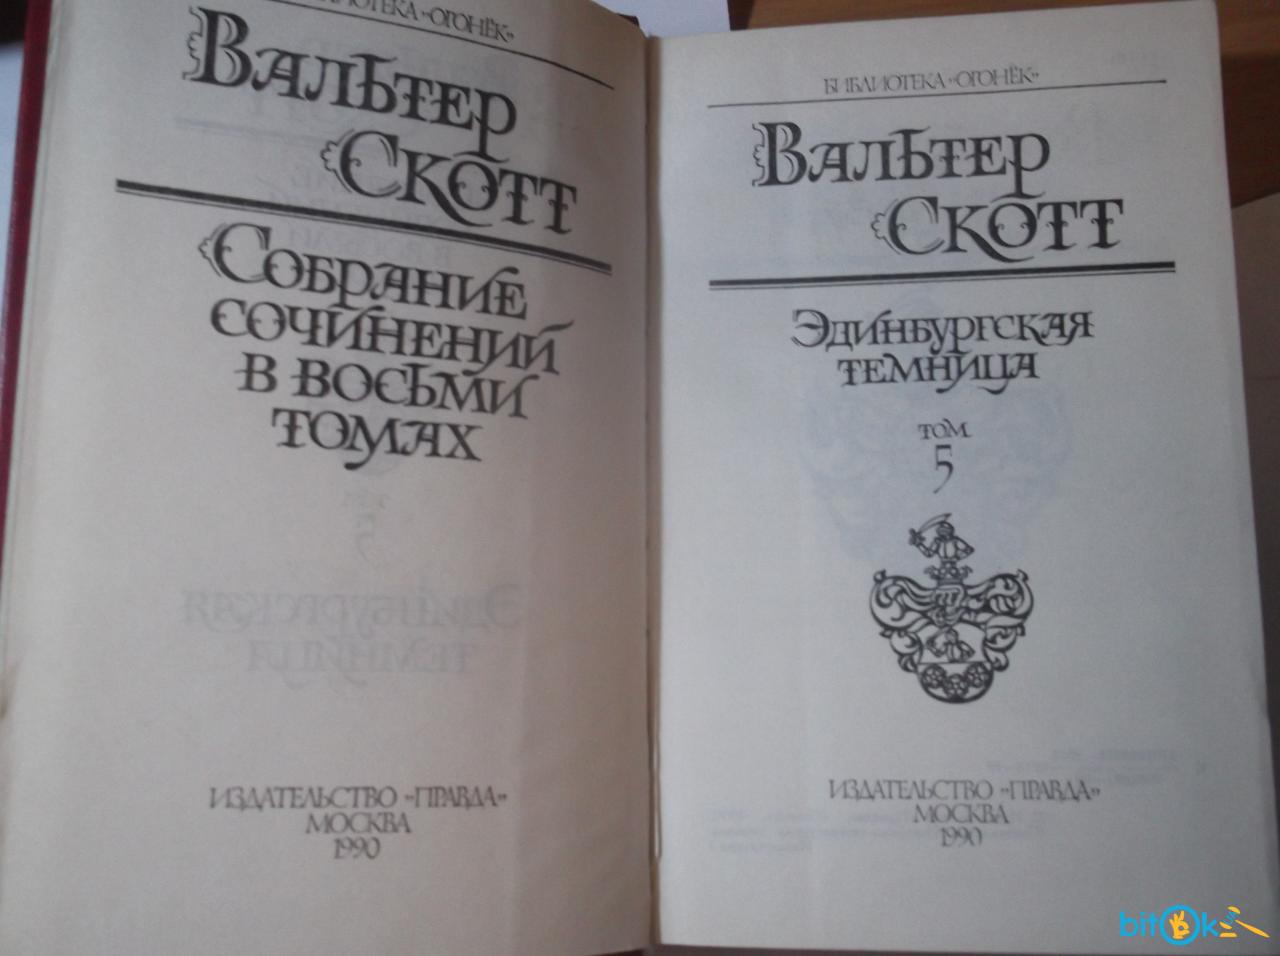 БИБЛИОТЕКА «ОГОНЁК»
ВАЛЬТЕР
СКОТТ
СОБРАНИЕ
СОЧИНЕНИЙ
В ВОСЬМИ
ТОМАХ
ИЗДАТЕЛЬСТВО «ПРАВДА»
МОСКВА
1990
БИБЛИОТЕКА «ОГОНЁК»
ВАЛЬТЕР
СКОТТ
ЭДИНБУРГСКАЯ
ТЕМНИЦА
ТОМ
5
ИЗДАТЕЛЬСТВО «ПРАВДА»
МОСКВА
1990
bitOk